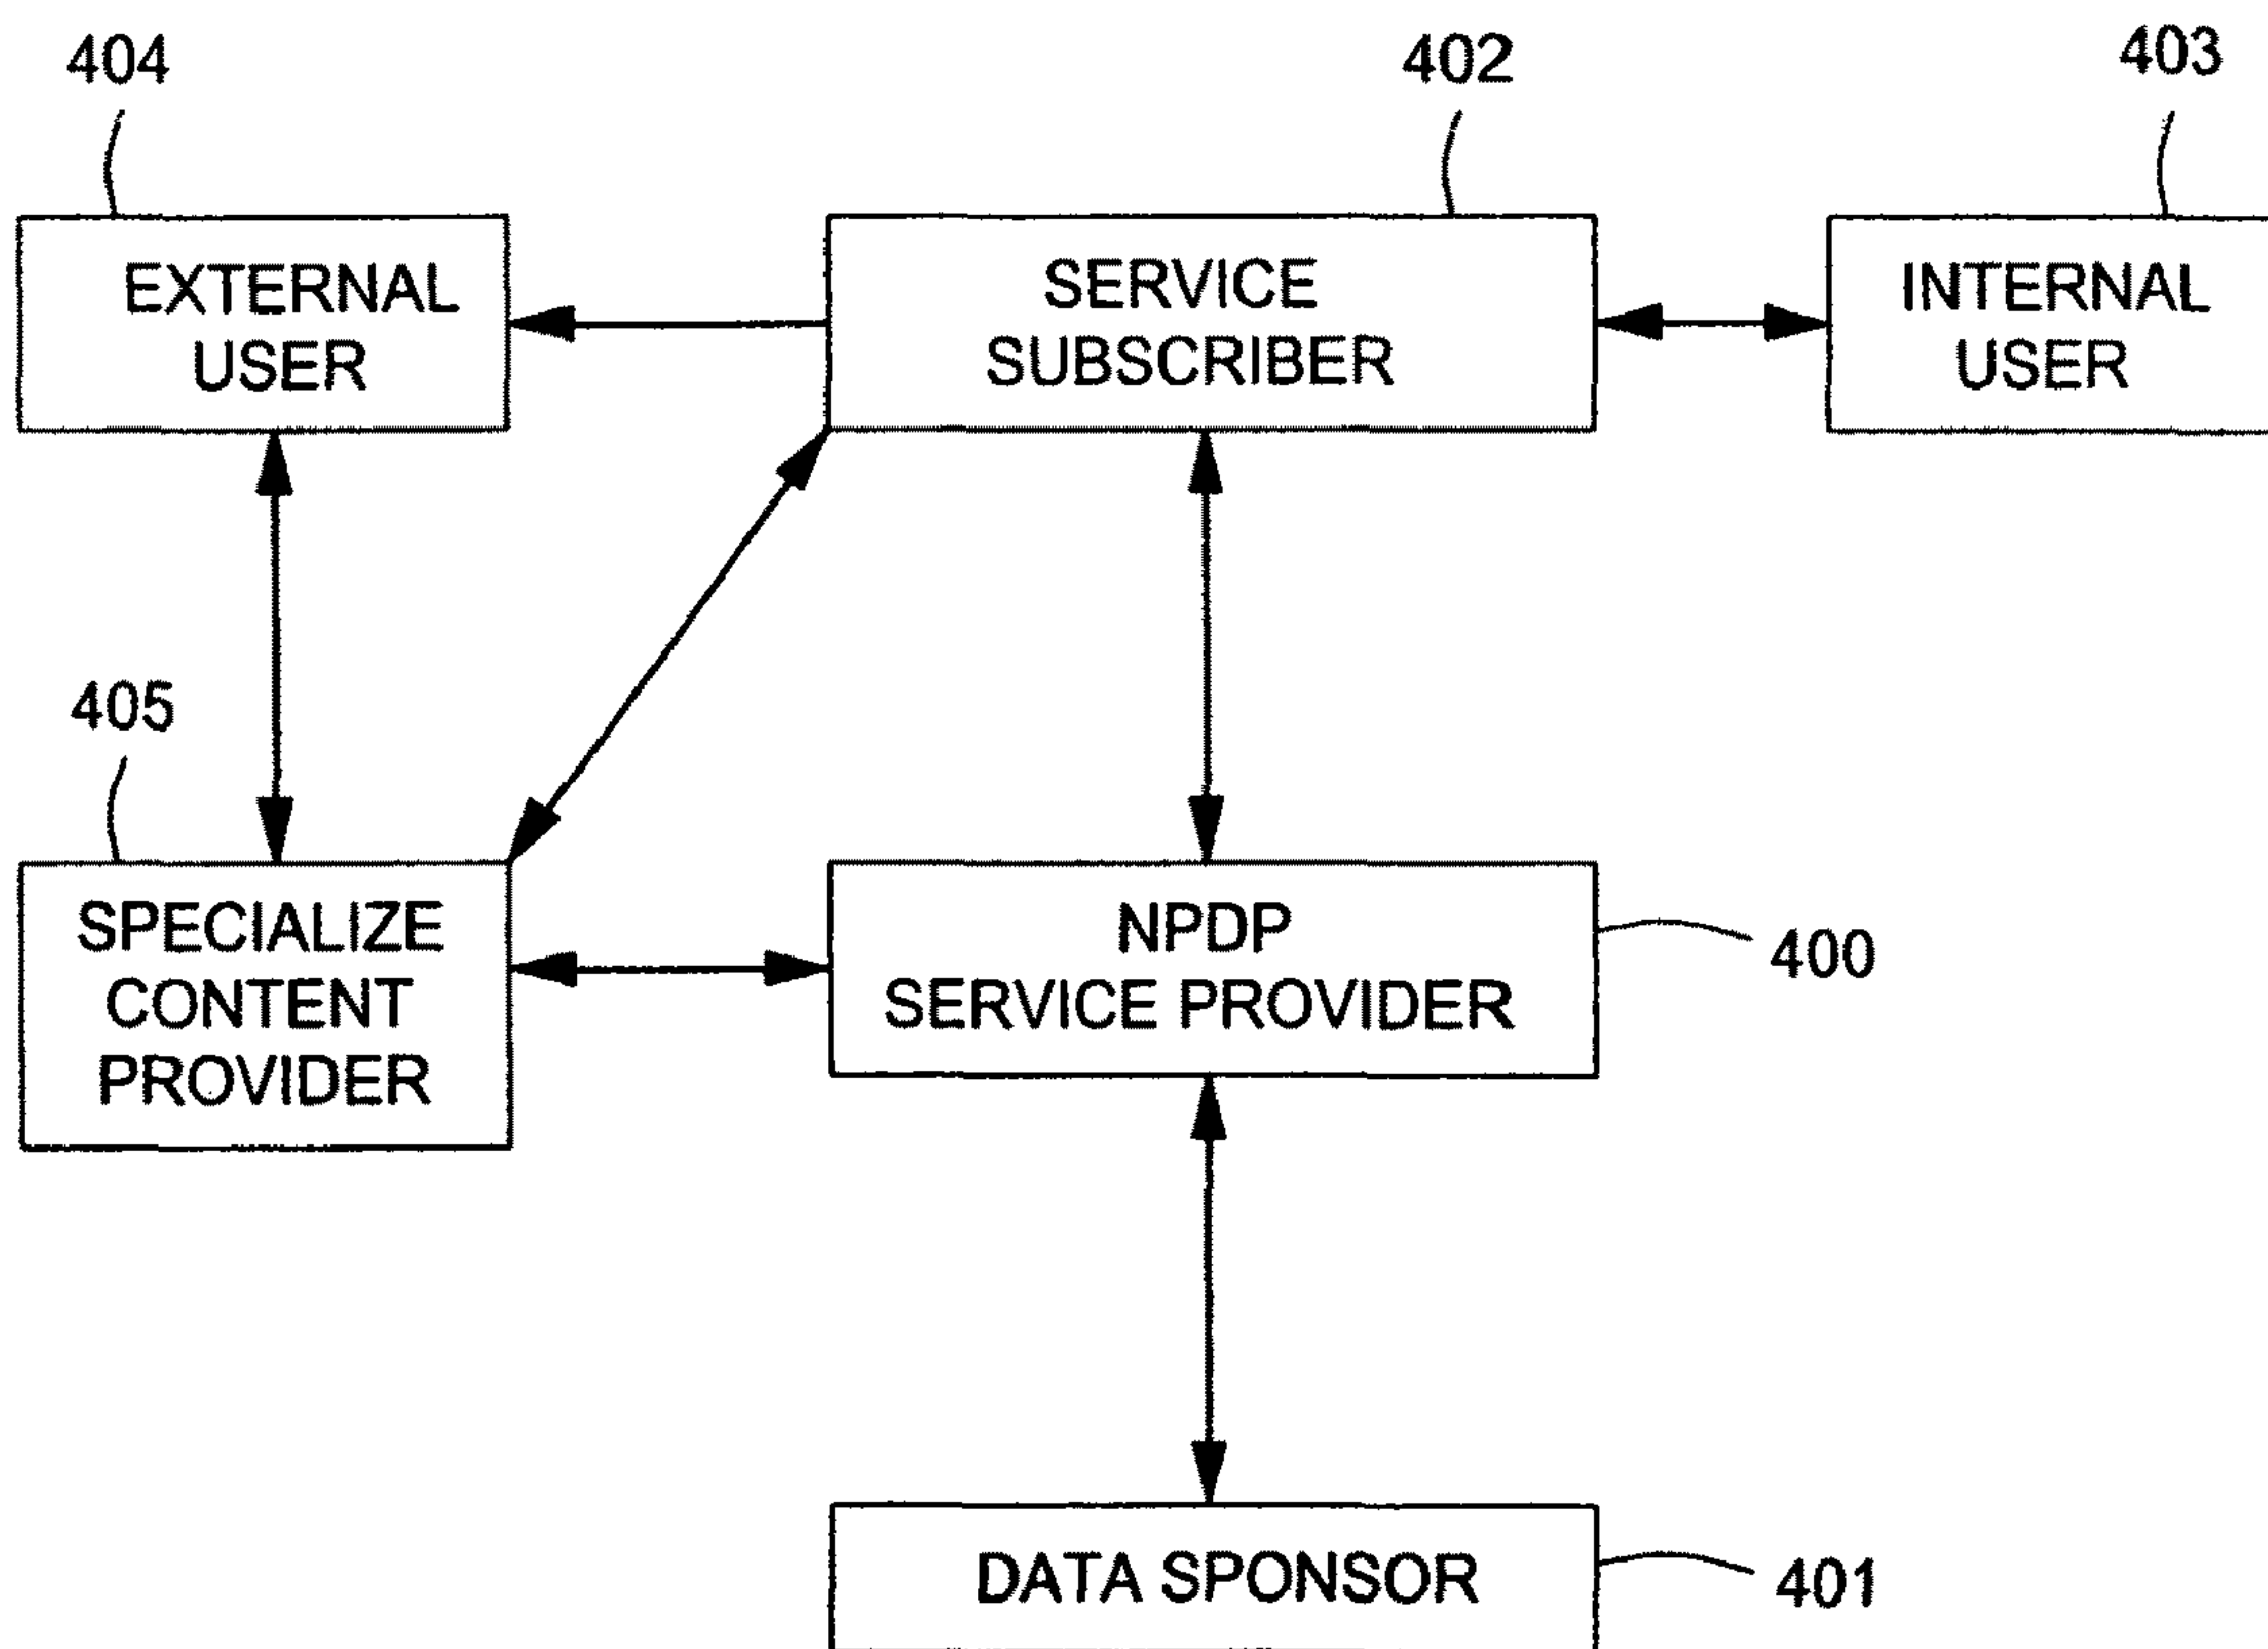 404
402
403
EXTERNAL
USER
SERVICE
SUBSCRIBER
INTERNAL
USER
405
SPECIALIZE
CONTENT
PROVIDER
NPDP
SERVICE PROVIDER
400
DATA SPONSOR
401